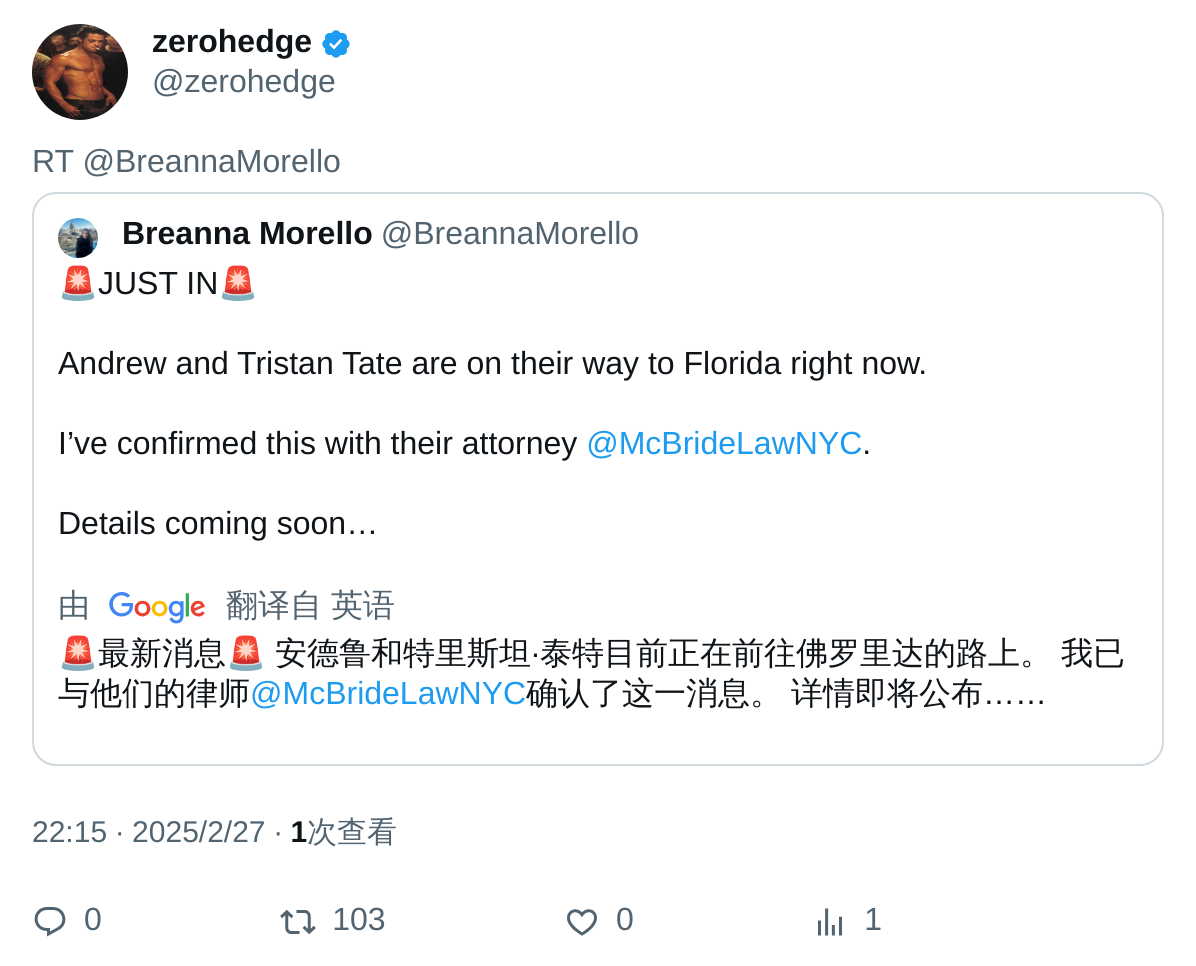 zerohedge
@zerohedge
RT @BreannaMorello
Breanna Morello @BreannaMorello
🚨JUST IN🚨
Andrew and Tristan Tate are on their way to Florida right now.
I’ve confirmed this with their attorney @McBrideLawNYC.
Details coming soon…
由 Google 翻译自 英语
🚨最新消息🚨 安德鲁和特里斯坦·泰特目前正在前往佛罗里达的路上。 我已
与他们的律师@McBrideLawNYC确认了这一消息。 详情即将公布……
22:15 · 2025/2/27 · 1次查看
0 103 0 1